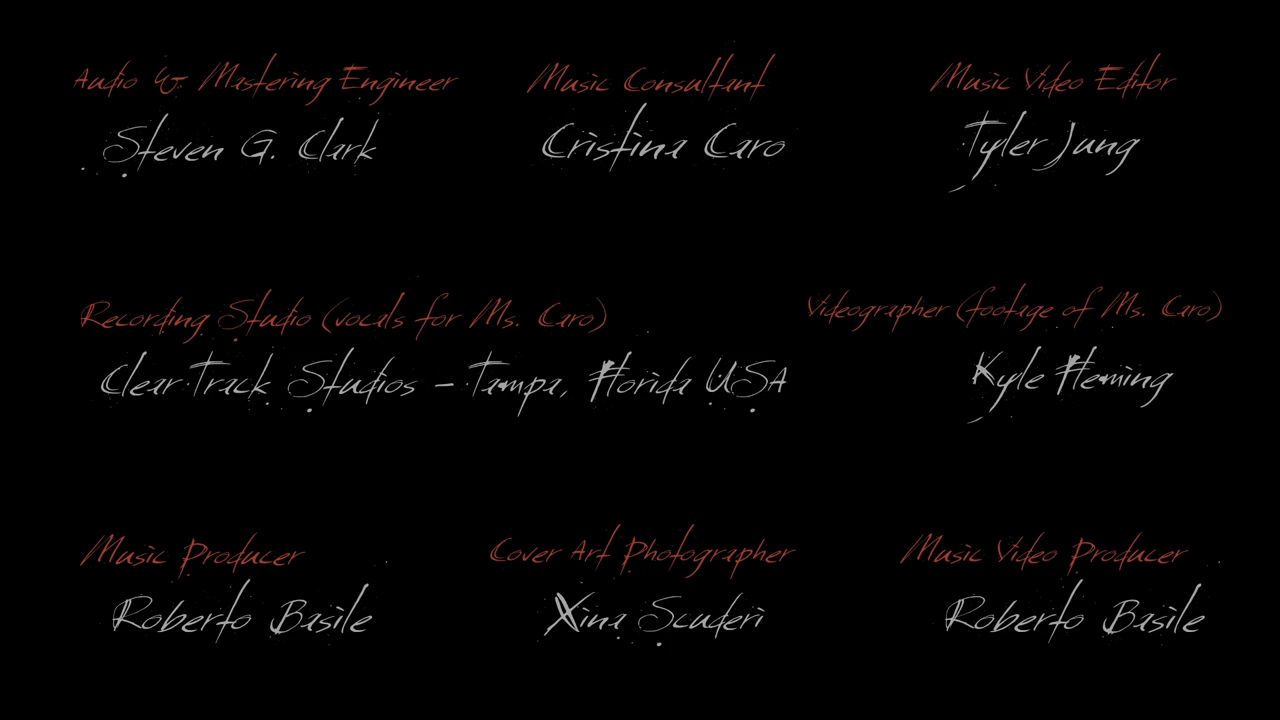 Audio & Mastering Engineer
Steven G. Clark
Music Consultant
Cristina Caro
Music Video Editor
Tyler Jung
Recording Studio (vocals for Ms. Caro)
Clear Track Studios - Tampa, Florida USA
Videographer (footage of Ms. Caro)
Kyle Fleming
Music Producer
Roberto Basile
Cover Art Photographer
Xina Scuderi
Music Video Producer
Roberto Basile